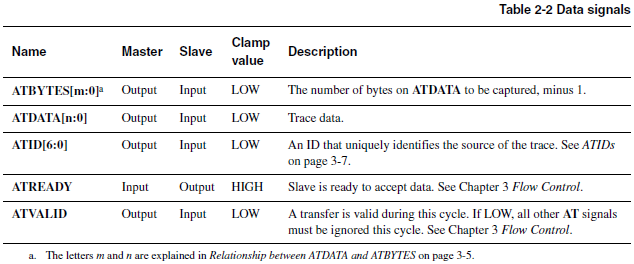 Table 2-2 Data signals
Name Master Slave Clamp value Description
ATBYTES[m:0]a Output Input LOW The number of bytes on ATDATA to be captured, minus 1.
ATDATA[n:0] Output Input LOW Trace data.
ATID[6:0] Output Input LOW An ID that uniquely identifies the source of the trace. See ATIDs
on page 3-7.
ATREADY Input Output HIGH Slave is ready to accept data. See Chapter 3 Flow Control.
ATVALID Output Input LOW A transfer is valid during this cycle. If LOW, all other AT signals
must be ignored this cycle. See Chapter 3 Flow Control.
a. The letters m and n are explained in Relationship between ATDATA and ATBYTES on page 3-5.